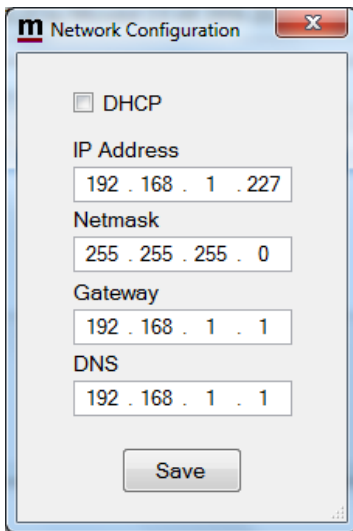 m Network Configuration
DHCP
IP Address
192 . 168 . 1 . 227
Netmask
255 . 255 . 255 . 0
Gateway
192 . 168 . 1 . 1
DNS
192 . 168 . 1 . 1
Save